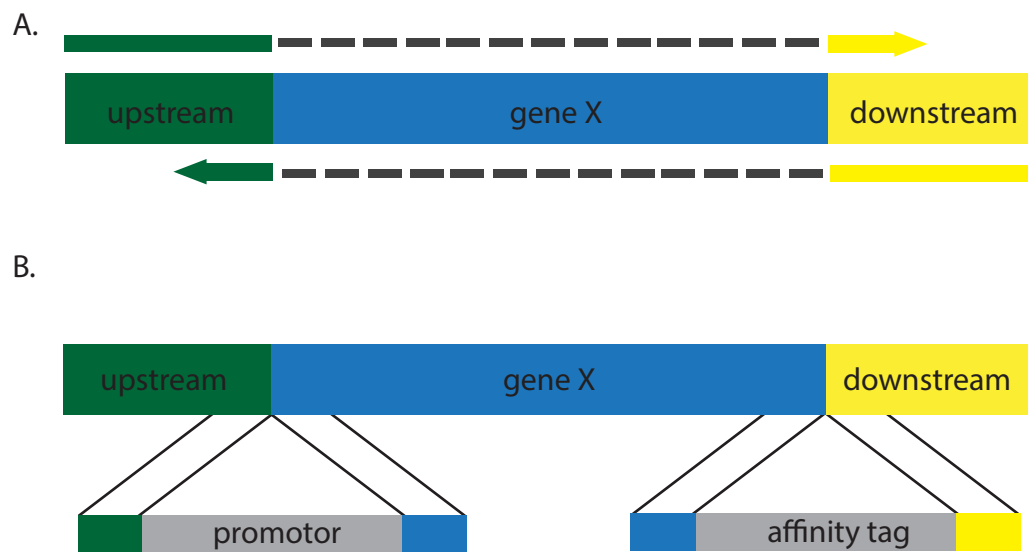 A.
upstream gene X downstream
B.
upstream gene X downstream
promotor affinity tag